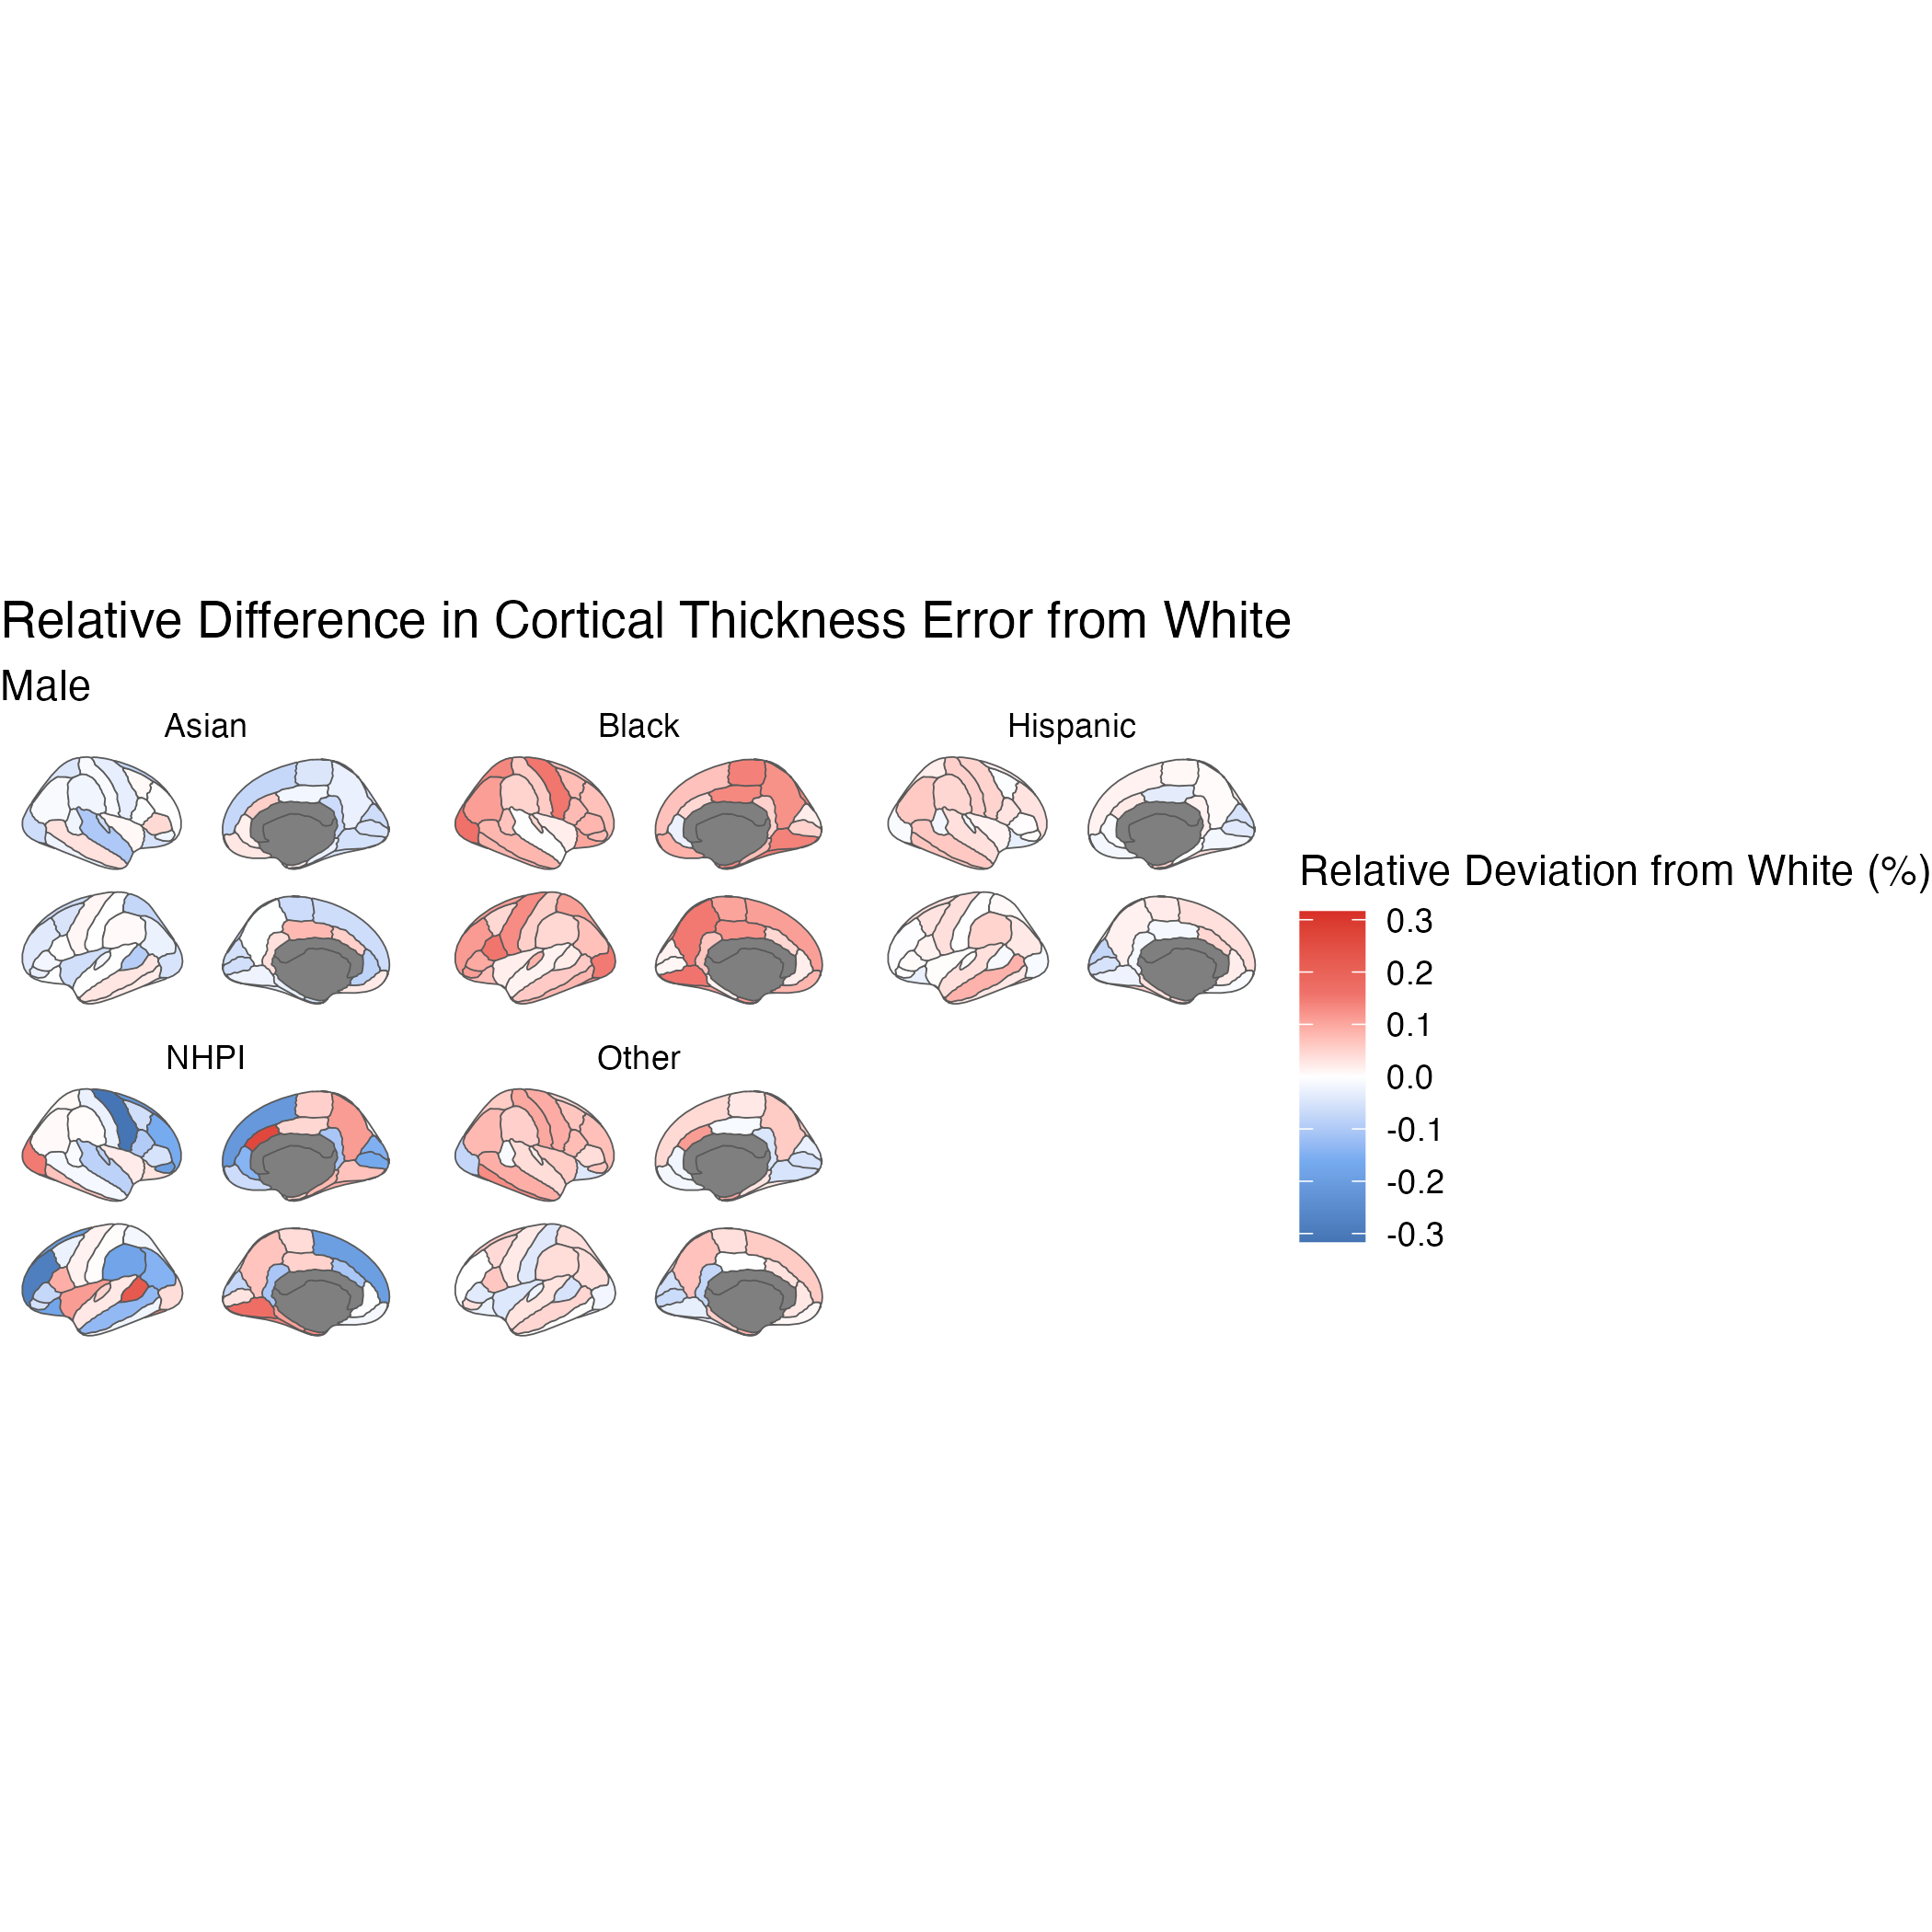 Relative Difference in Cortical Thickness Error from White
Male
Asian
Black
Hispanic
NHPI
Other
Relative Deviation from White (%)
0.3
0.2
0.1
0.0
-0.1
-0.2
-0.3